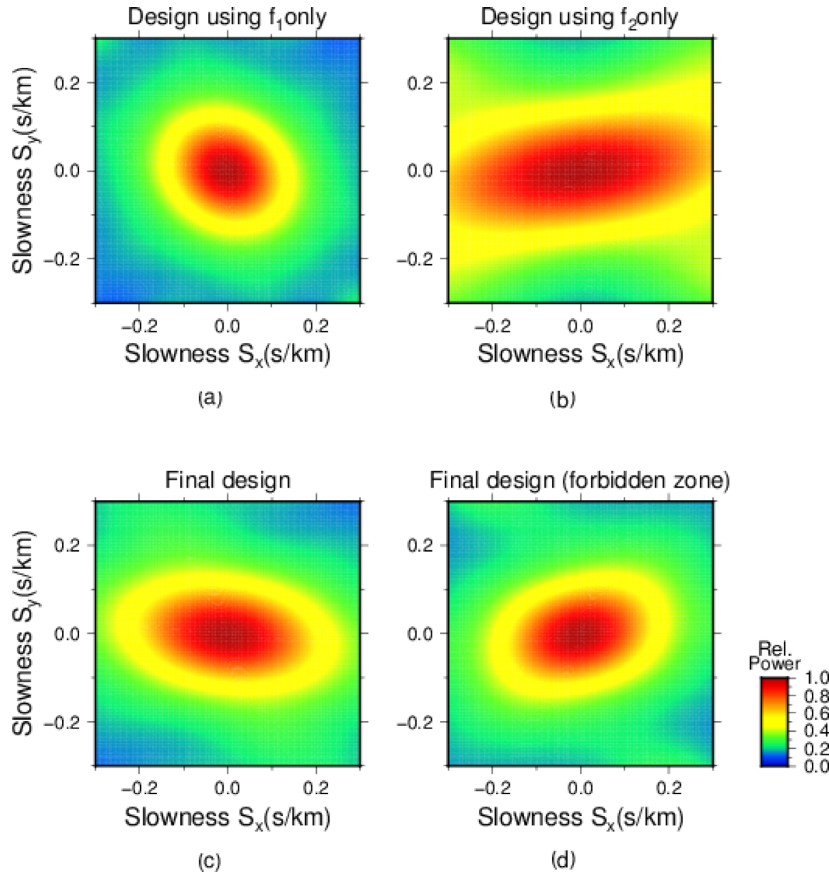 Design using f₁only
Design using f₂only
Slowness Sy(s/km)
0.2
0.0
−0.2
0.2
0.0
−0.2
−0.2 0.0 0.2
−0.2 0.0 0.2
Slowness Sₓ(s/km)
Slowness Sₓ(s/km)
(a)
(b)
Final design
Final design (forbidden zone)
Slowness Sy(s/km)
0.2
0.0
−0.2
0.2
0.0
−0.2
−0.2 0.0 0.2
−0.2 0.0 0.2
Slowness Sₓ(s/km)
Slowness Sₓ(s/km)
Rel.
Power
1.0
0.8
0.6
0.4
0.2
0.0
(c)
(d)